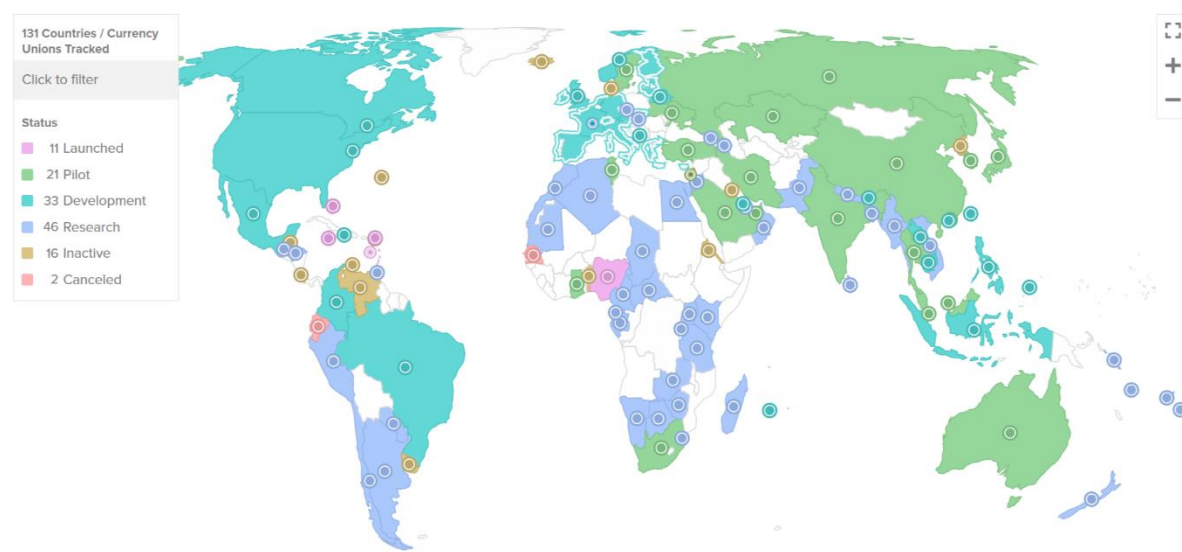 131 Countries / Currency
Unions Tracked
Click to filter
Status
11 Launched
21 Pilot
33 Development
46 Research
16 Inactive
2 Canceled